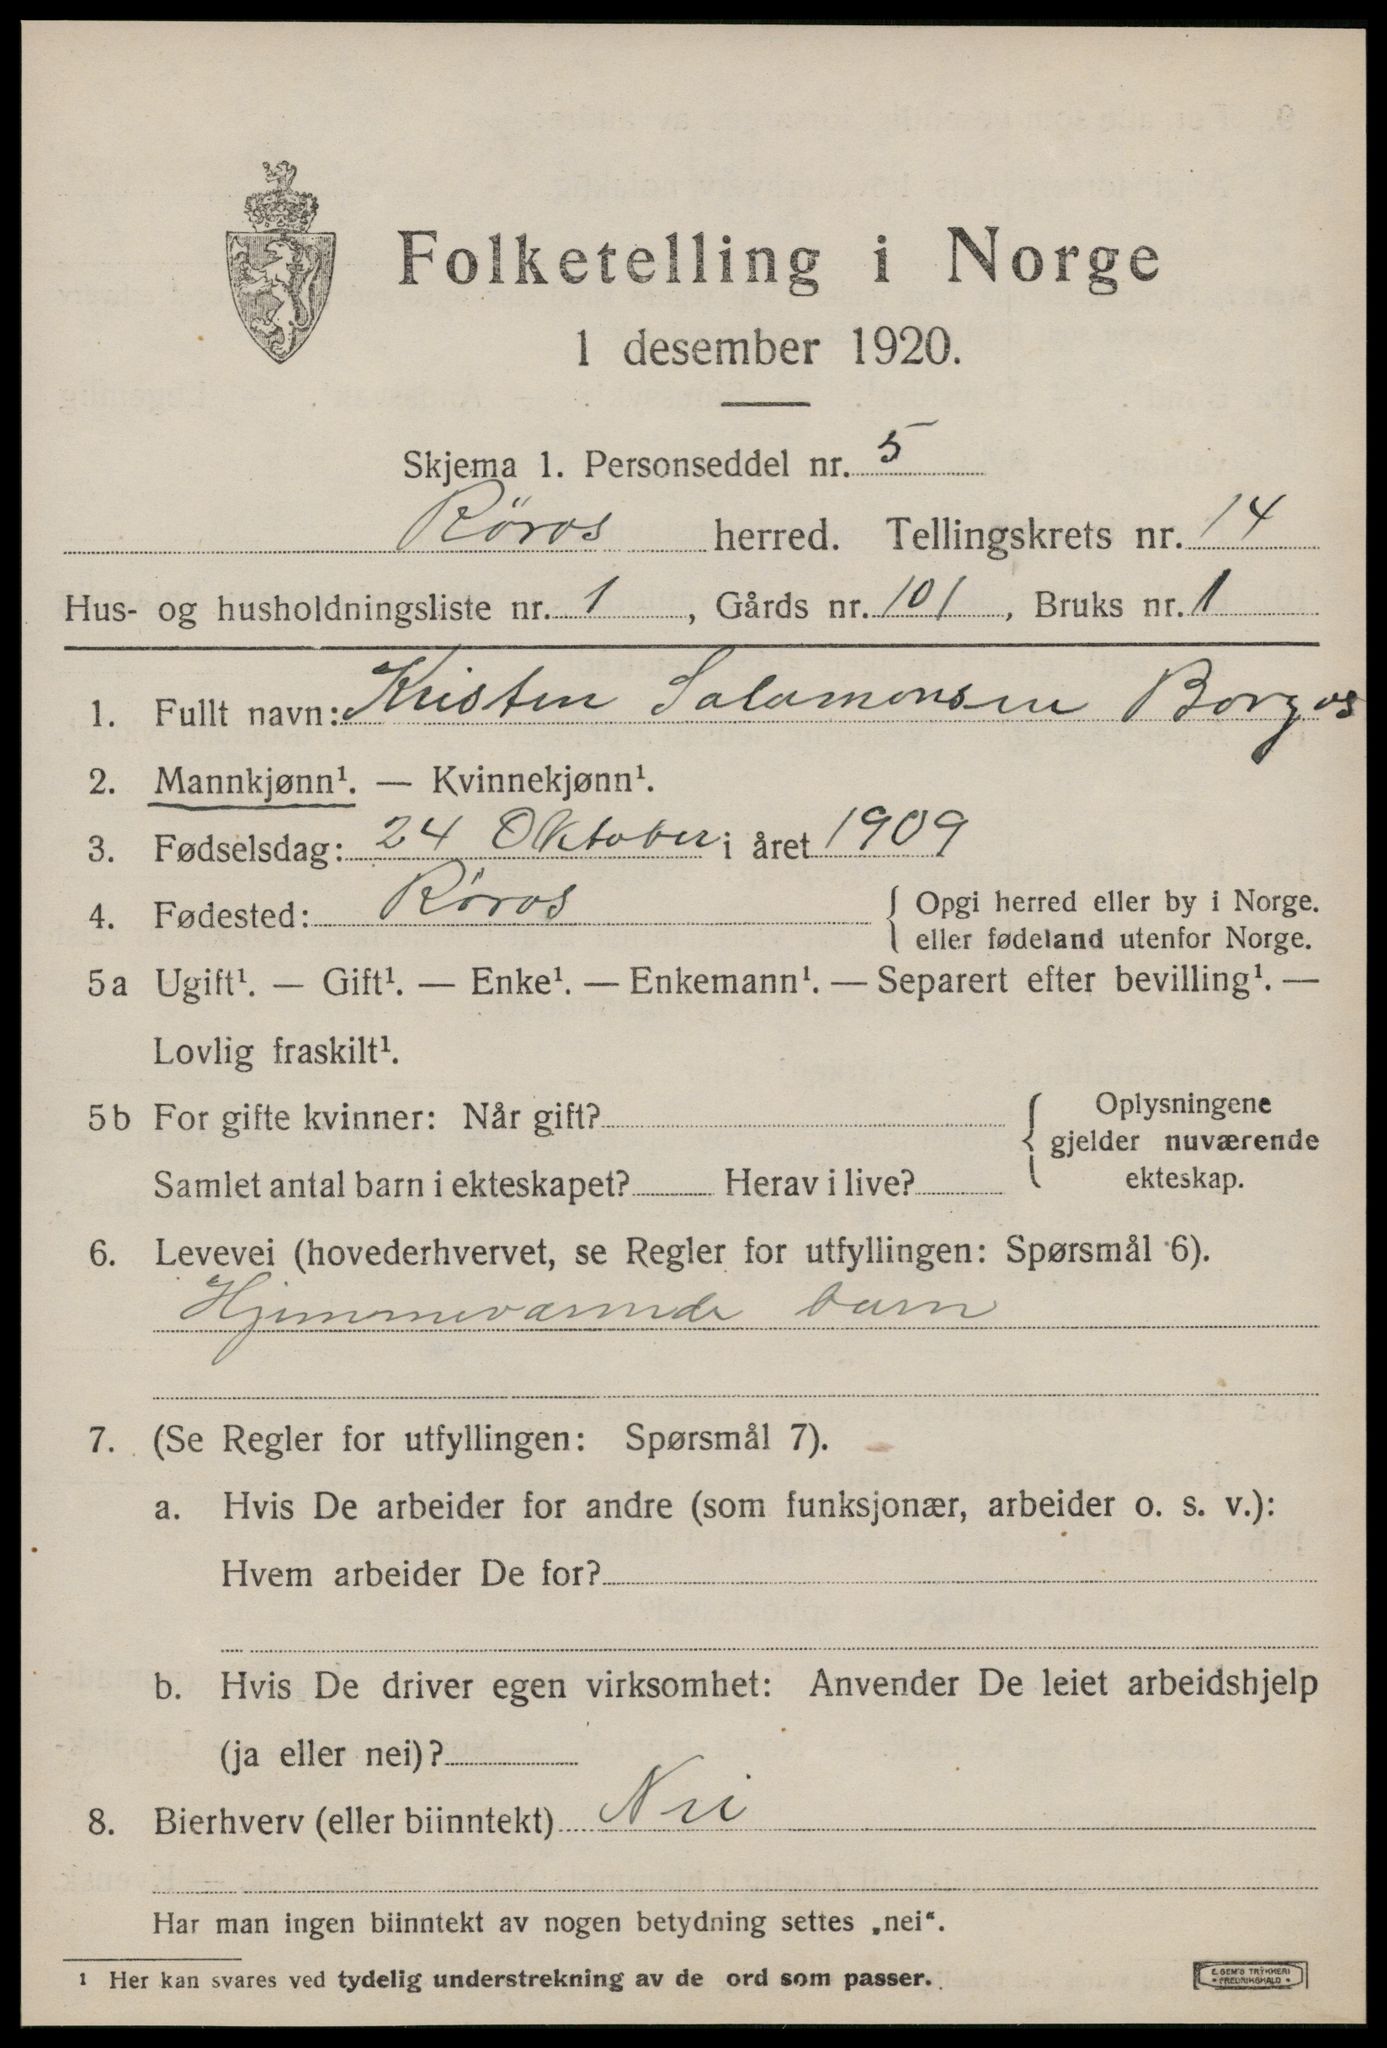 Folketelling i Norge
1 desember 1920.
Skjema 1. Personseddel nr. 5
Röros herred. Tellingskrets nr. 14
Hus- og husholdningsliste nr. 1, Gårds nr. 101, Bruks nr. 1
1. Fullt navn: Kristen Salamonsen Borgos
2. Mannkjønn¹. — Kvinnekjønn¹.
3. Fødselsdag: 24 Oktober i året 1909
4. Fødested: Röros { Opgi herred eller by i Norge.
eller fødeland utenfor Norge.
5a Ugift¹. — Gift¹. — Enke¹. — Enkemann¹. — Separert efter bevilling¹. —
Lovlig fraskilt¹.
5b For gifte kvinner: Når gift? { Oplysningene
gjelder nuværende
Samlet antal barn i ekteskapet? Herav i live? ekteskap.
6. Levevei (hovederhvervet, se Regler for utfyllingen: Spørsmål 6).
Hjemmeværende barn
7. (Se Regler for utfyllingen: Spørsmål 7).
a. Hvis De arbeider for andre (som funksjonær, arbeider o. s. v.):
Hvem arbeider De for?
b. Hvis De driver egen virksomhet: Anvender De leiet arbeidshjelp
(ja eller nei)?
8. Bierhverv (eller biinntekt) Nei
Har man ingen biinntekt av nogen betydning settes „nei“.
¹ Her kan svares ved tydelig understrekning av de ord som passer.
E. SEM'S TRYKKERI
FREDRIKSHALD